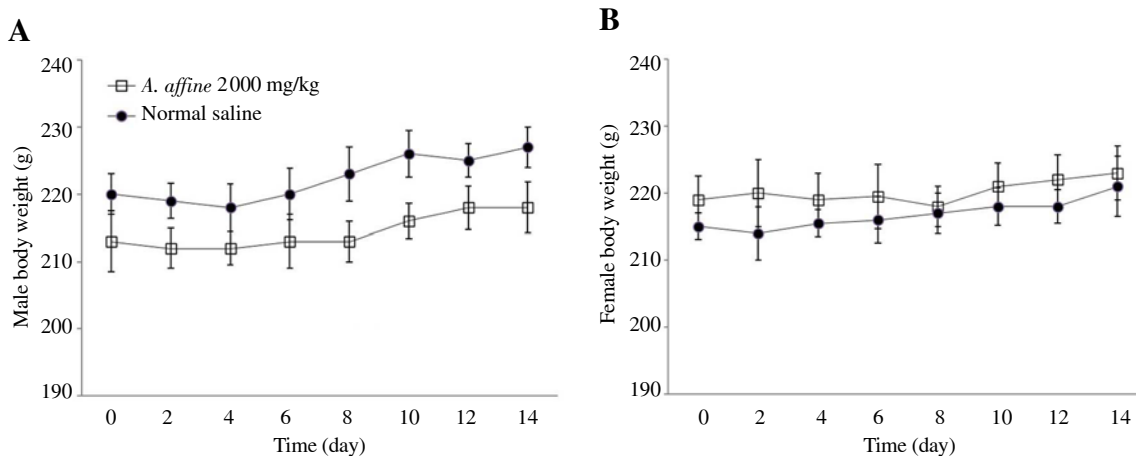 A
Male body weight (g)
240
230
220
210
200
190
A. affine 2000 mg/kg
Normal saline
0 2 4 6 8 10 12 14
Time (day)
B
Female body weight (g)
240
230
220
210
200
190
0 2 4 6 8 10 12 14
Time (day)